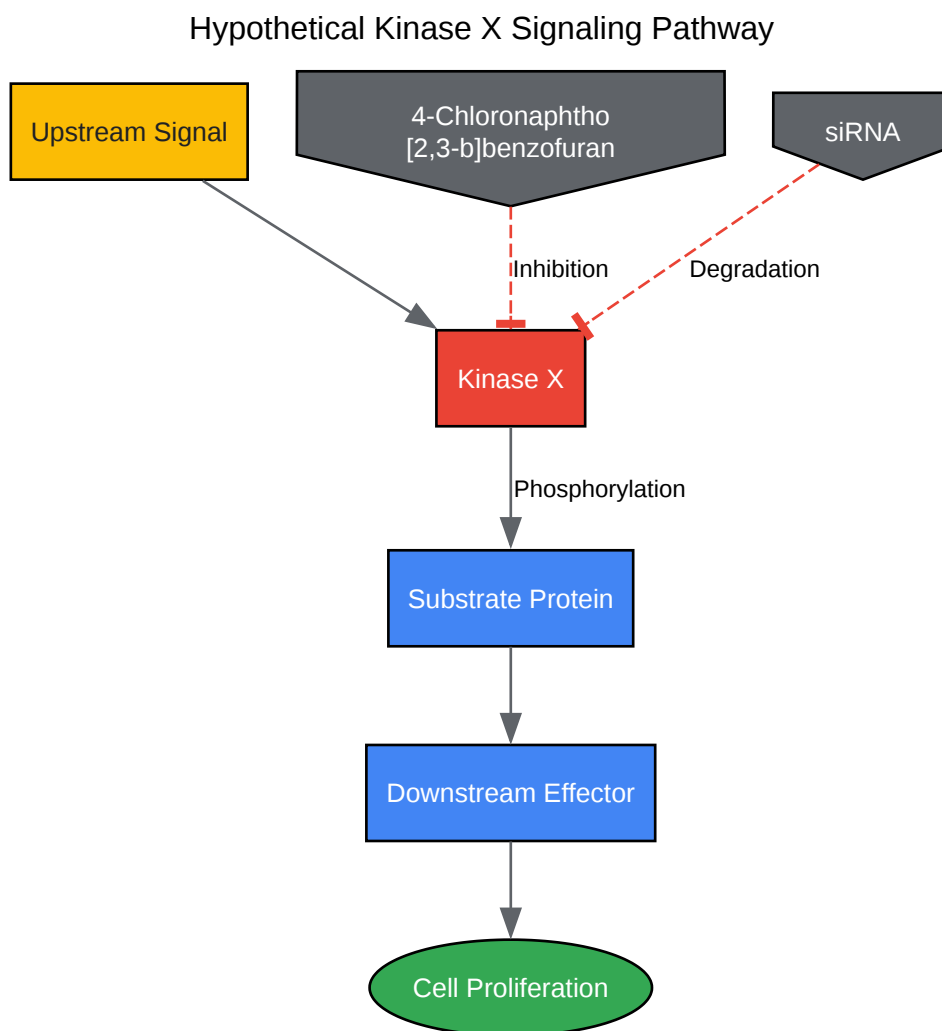 Hypothetical Kinase X Signaling Pathway
Upstream Signal
4-Chloronaphtho
[2,3-b]benzofuran
siRNA
Inhibition
Degradation
Kinase X
Phosphorylation
Substrate Protein
Downstream Effector
Cell Proliferation